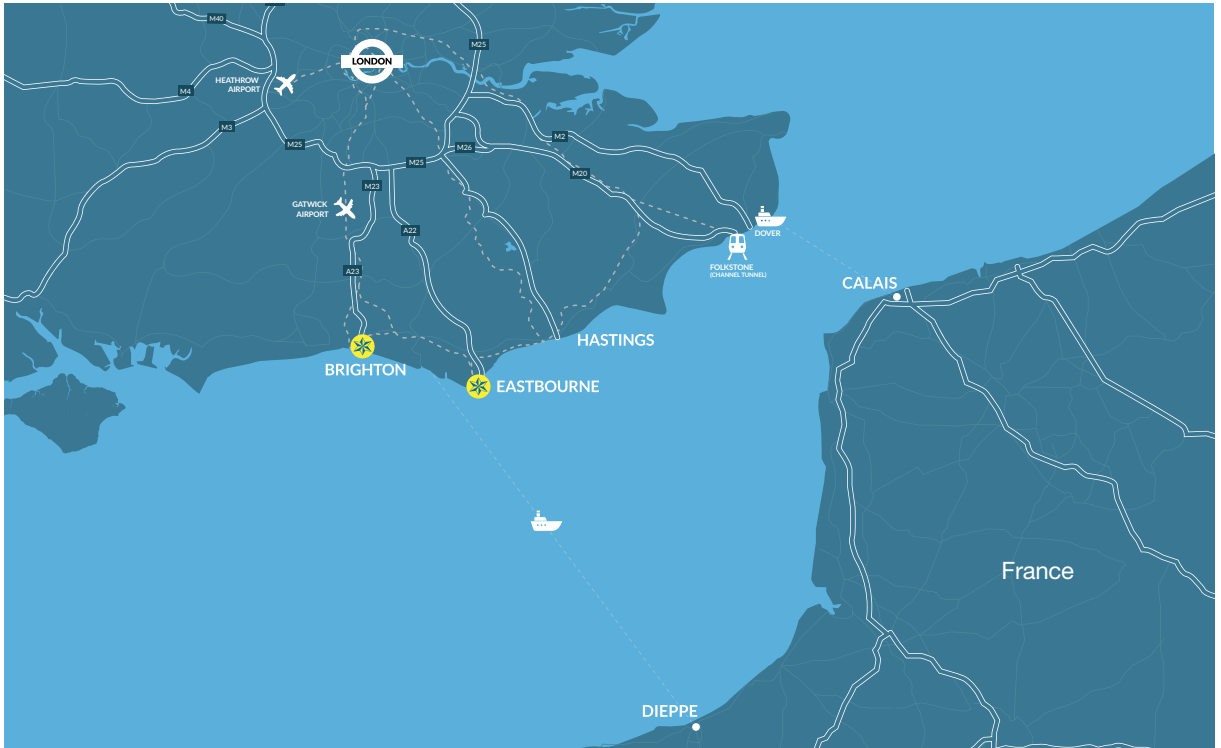 M40
M25
LONDON
HEATHROW
AIRPORT
M4
M3
M2
M25
M26
M25
M20
M23
GATWICK
AIRPORT
A22
DOVER
A23
FOLKSTONE
(CHANNEL TUNNEL)
CALAIS
HASTINGS
BRIGHTON
EASTBOURNE
France
DIEPPE